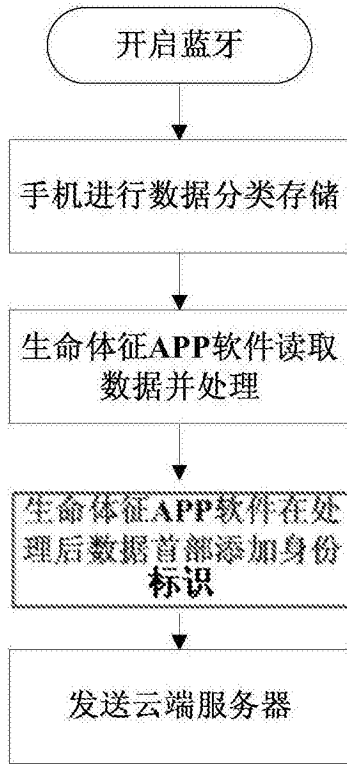 开启蓝牙
手机进行数据分类存储
生命体征APP软件读取
数据并处理
生命体征APP软件在处
理后数据首部添加身份
标识
发送云端服务器